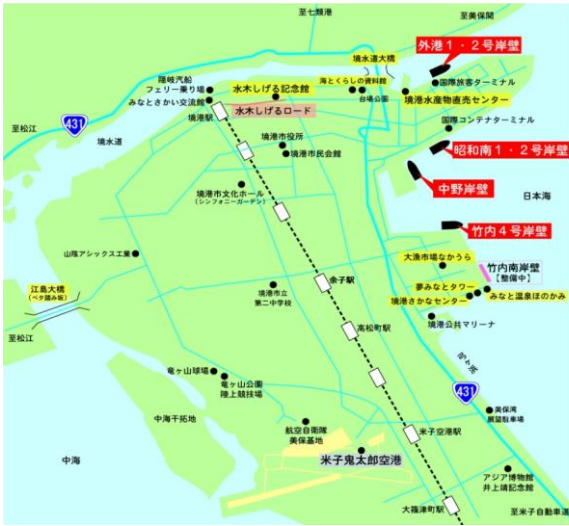 至七類港
至美保関
外港1・2号岸壁
境水道大橋
隠岐汽船
フェリー乗り場
みなとさかい交流館
境港駅
水木しげる記念館
水木しげるロード
海とくらしの資料館
台場公園
国際旅客ターミナル
境港水産物直売センター
国際コンテナターミナル
昭和南1・2号岸壁
中野岸壁
至松江
431
境水道
境港市役所
境港市民会館
境港市文化ホール
(シンフォニーガーデン)
日本海
竹内4号岸壁
山陰アシックス工業
大漁市場なかうら
竹内南岸壁
【整備中】
夢みなとタワー
境港さかなセンター
みなと温泉ほのかみ
江島大橋
(ベタ踏み坂)
余子駅
境港市立
第二中学校
境港公共マリーナ
至松江
高松町駅
弓ヶ浜
竜ヶ山球場
竜ヶ山公園
陸上競技場
431
中海干拓地
美保湾
展望駐車場
航空自衛隊
美保基地
米子空港駅
中海
米子鬼太郎空港
アジア博物館
井上靖記念館
大篠津町駅
至米子自動車道